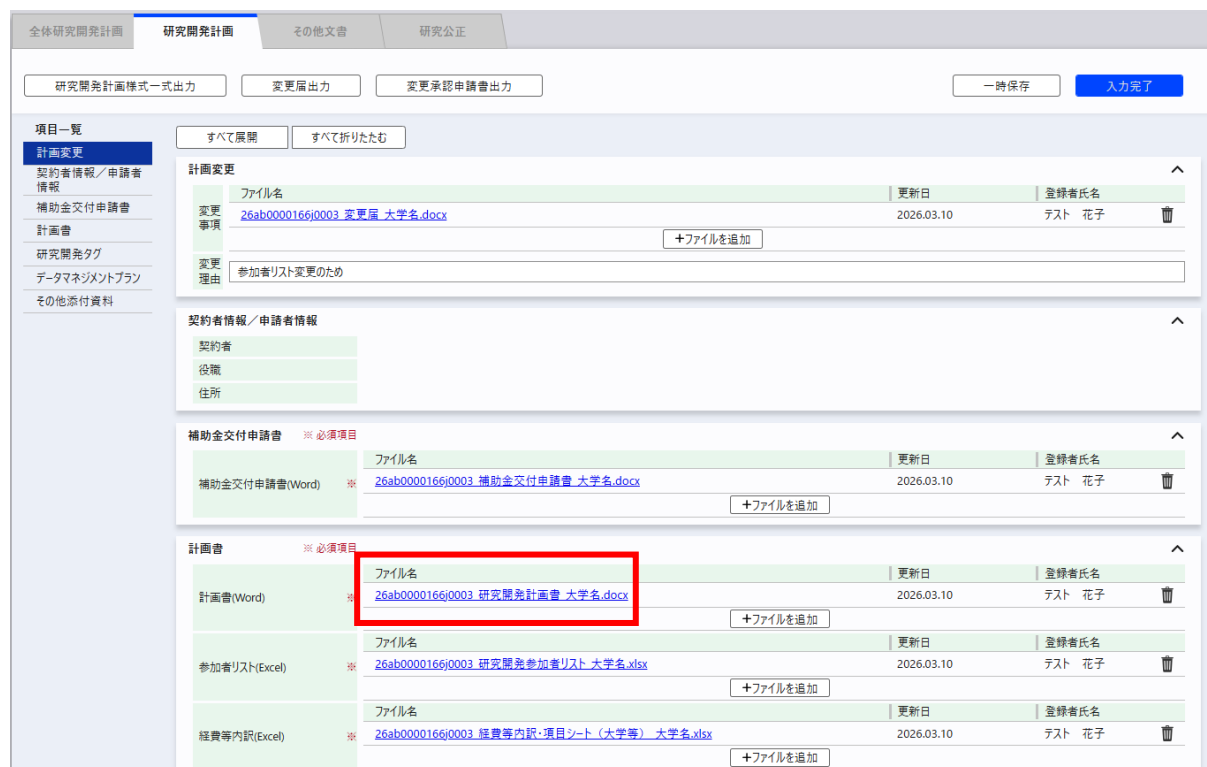 全体研究開発計画 研究開発計画 その他文書 研究公正
研究開発計画様式一式出力 変更届出力 変更承認申請書出力 一時保存 入力完了
項目一覧
計画変更
契約者情報／申請者
情報
補助金交付申請書
計画書
研究開発タグ
データマネジメントプラン
その他添付資料
すべて展開 すべて折りたたむ
計画変更
ファイル名 更新日 登録者氏名
変更
事項
26ab0000166j0003_変更届_大学名.docx 2026.03.10 テスト 花子
+ファイルを追加
変更
理由
参加者リスト変更のため
契約者情報／申請者情報
契約者
役職
住所
補助金交付申請書 ※ 必須項目
ファイル名 更新日 登録者氏名
補助金交付申請書(Word) ※ 26ab0000166j0003_補助金交付申請書_大学名.docx 2026.03.10 テスト 花子
+ファイルを追加
計画書 ※ 必須項目
ファイル名 更新日 登録者氏名
計画書(Word) ※ 26ab0000166j0003_研究開発計画書_大学名.docx 2026.03.10 テスト 花子
+ファイルを追加
ファイル名 更新日 登録者氏名
参加者リスト(Excel) ※ 26ab0000166j0003_研究開発参加者リスト_大学名.xlsx 2026.03.10 テスト 花子
+ファイルを追加
ファイル名 更新日 登録者氏名
経費等内訳(Excel) ※ 26ab0000166j0003_経費等内訳・項目シート（大学等）_大学名.xlsx 2026.03.10 テスト 花子
+ファイルを追加